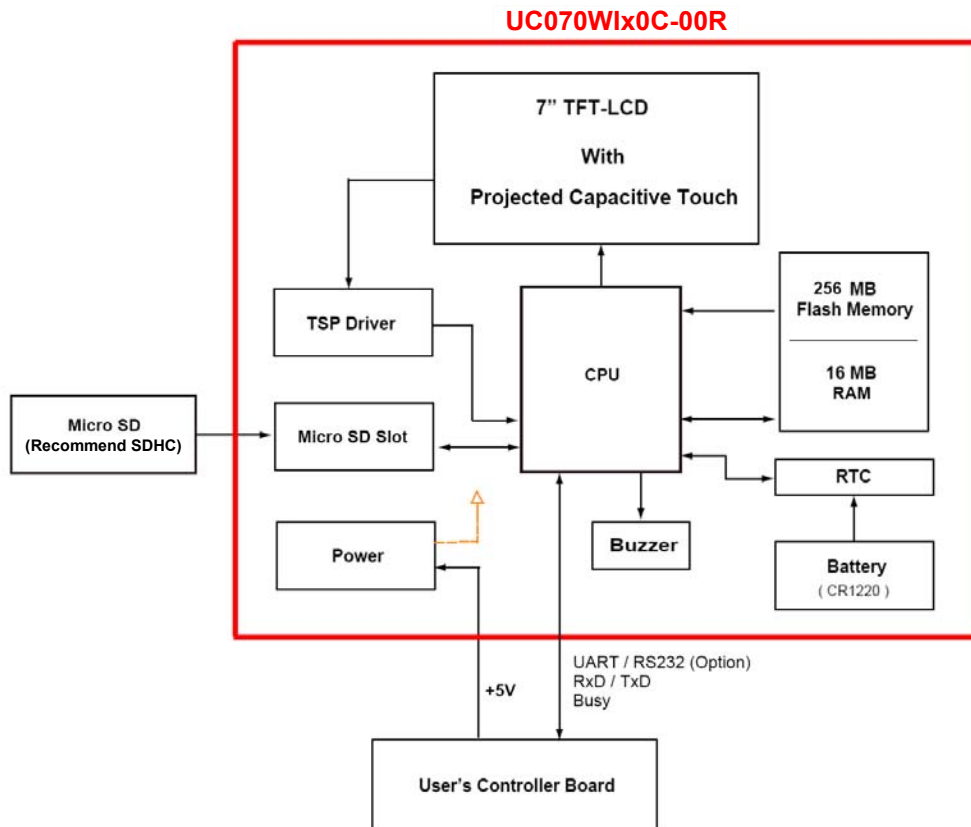 UC070WIx0C-00R
7” TFT-LCD
With
Projected Capacitive Touch
TSP Driver
256 MB
Flash Memory
16 MB
RAM
CPU
Micro SD
(Recommend SDHC)
Micro SD Slot
RTC
Power
Buzzer
Battery
( CR1220 )
UART / RS232 (Option)
RxD / TxD
Busy
+5V
User’s Controller Board